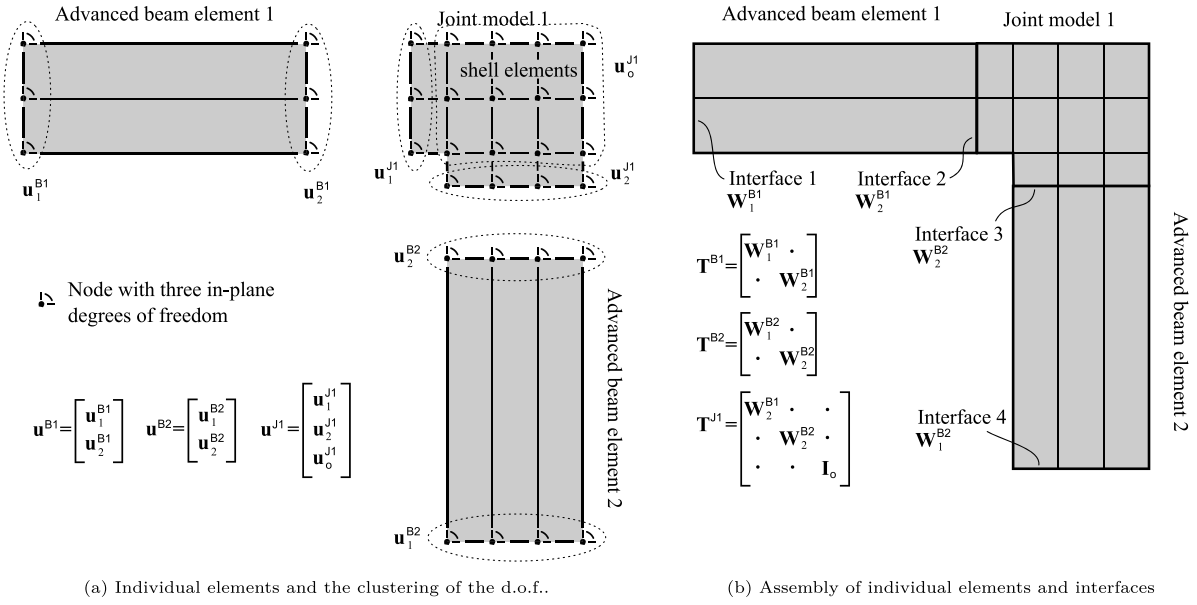 Advanced beam element 1
Joint model 1
shell elements
u_o^J1
u_1^J1
u_2^J1
u_1^B1
u_2^B1
u_2^B2
Node with three in-plane
degrees of freedom
Advanced beam element 2
u^B1 = [u_1^B1 u_2^B1]
u^B2 = [u_1^B2 u_2^B2]
u^J1 = [u_1^J1 u_2^J1 u_o^J1]
u_1^B2
(a) Individual elements and the clustering of the d.o.f..
Advanced beam element 1
Joint model 1
Interface 1
W_1^B1
Interface 2
W_2^B1
Interface 3
W_2^B2
T^B1 = [W_1^B1 · · W_2^B1]
T^B2 = [W_1^B2 · · W_2^B2]
T^J1 = [W_2^B1 · · · W_2^B2 · · · I_o]
Interface 4
W_1^B2
Advanced beam element 2
(b) Assembly of individual elements and interfaces